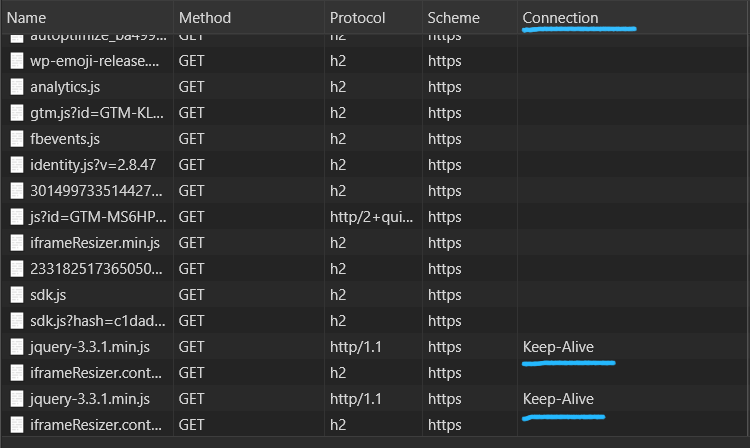 Name Method Protocol Scheme Connection
autoptimize_ba499... GET h2 https
wp-emoji-release.... GET h2 https
analytics.js GET h2 https
gtm.js?id=GTM-KL... GET h2 https
fbevents.js GET h2 https
identity.js?v=2.8.47 GET h2 https
301499733514427... GET h2 https
js?id=GTM-MS6HP... GET http/2+qui... https
iframeResizer.min.js GET h2 https
233182517365050... GET h2 https
sdk.js GET h2 https
sdk.js?hash=c1dad... GET h2 https
jquery-3.3.1.min.js GET http/1.1 https Keep-Alive
iframeResizer.cont... GET h2 https
jquery-3.3.1.min.js GET http/1.1 https Keep-Alive
iframeResizer.cont... GET h2 https